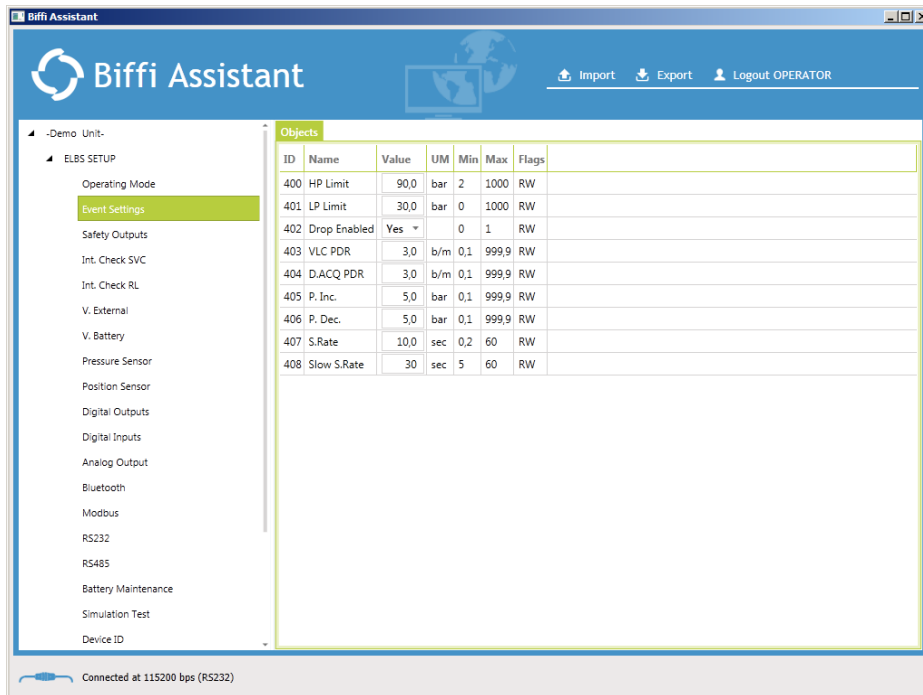 Biffi Assistant
Biffi Assistant
Import Export Logout OPERATOR
-Demo Unit-
ELBS SETUP
Operating Mode
Event Settings
Safety Outputs
Int. Check SVC
Int. Check RL
V. External
V. Battery
Pressure Sensor
Position Sensor
Digital Outputs
Digital Inputs
Analog Output
Bluetooth
Modbus
RS232
RS485
Battery Maintenance
Simulation Test
Device ID
Objects
ID Name Value UM Min Max Flags
400 HP Limit 90,0 bar 2 1000 RW
401 LP Limit 30,0 bar 0 1000 RW
402 Drop Enabled Yes 0 1 RW
403 VLC PDR 3,0 b/m 0,1 999,9 RW
404 D.ACQ PDR 3,0 b/m 0,1 999,9 RW
405 P. Inc. 5,0 bar 0,1 999,9 RW
406 P. Dec. 5,0 bar 0,1 999,9 RW
407 S.Rate 10,0 sec 0,2 60 RW
408 Slow S.Rate 30 sec 5 60 RW
Connected at 115200 bps (RS232)